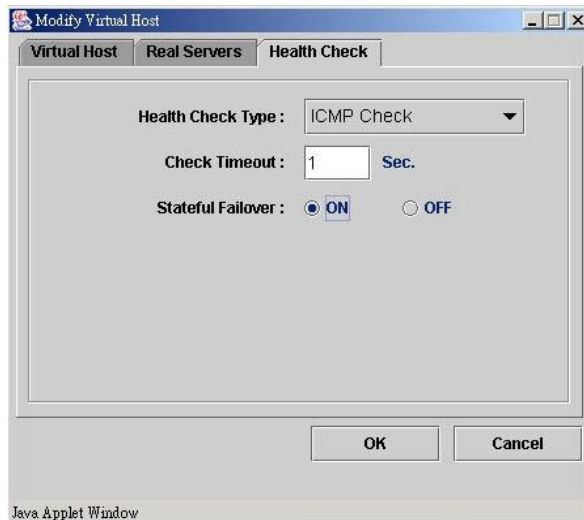 Modify Virtual Host
Virtual Host Real Servers Health Check
Health Check Type : ICMP Check
Check Timeout : 1 Sec.
Stateful Failover : ON OFF
OK Cancel
Java Applet Window